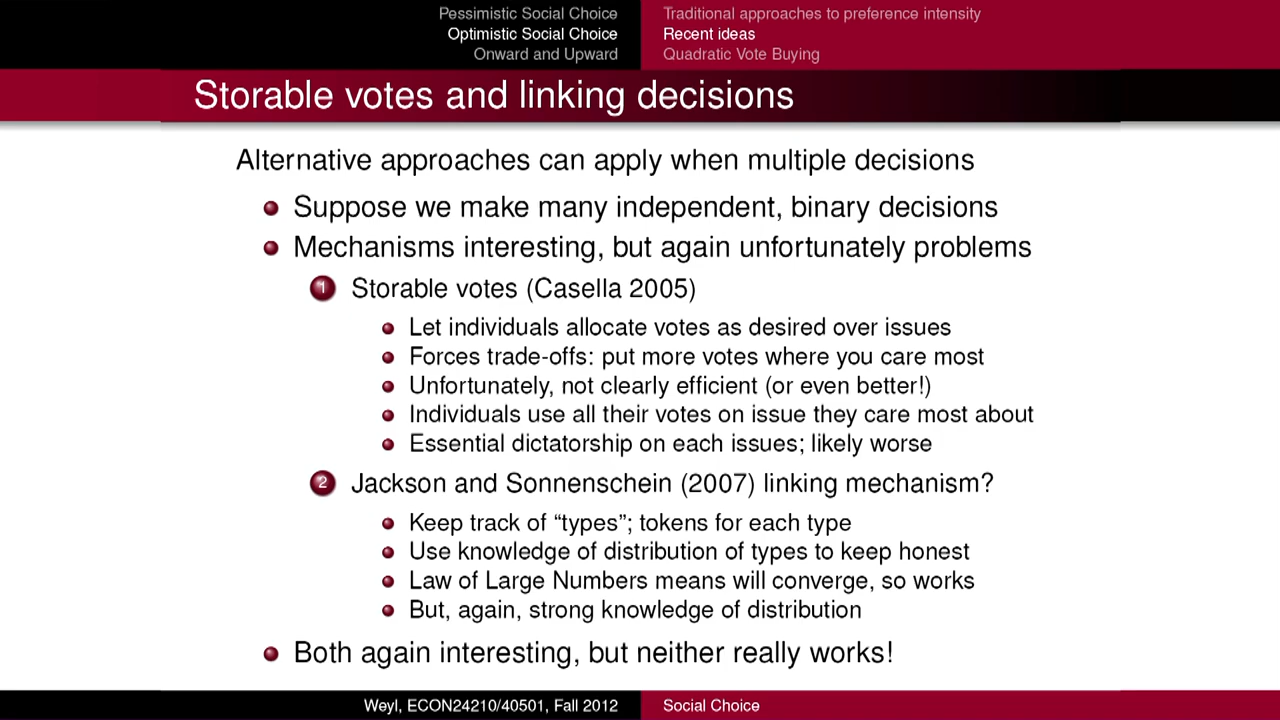 Pessimistic Social Choice
Optimistic Social Choice
Onward and Upward
Traditional approaches to preference intensity
Recent ideas
Quadratic Vote Buying
Storable votes and linking decisions
Alternative approaches can apply when multiple decisions
Suppose we make many independent, binary decisions
Mechanisms interesting, but again unfortunately problems
1 Storable votes (Casella 2005)
Let individuals allocate votes as desired over issues
Forces trade-offs: put more votes where you care most
Unfortunately, not clearly efficient (or even better!)
Individuals use all their votes on issue they care most about
Essential dictatorship on each issues; likely worse
2 Jackson and Sonnenschein (2007) linking mechanism?
Keep track of “types”; tokens for each type
Use knowledge of distribution of types to keep honest
Law of Large Numbers means will converge, so works
But, again, strong knowledge of distribution
Both again interesting, but neither really works!
Weyl, ECON24210/40501, Fall 2012
Social Choice